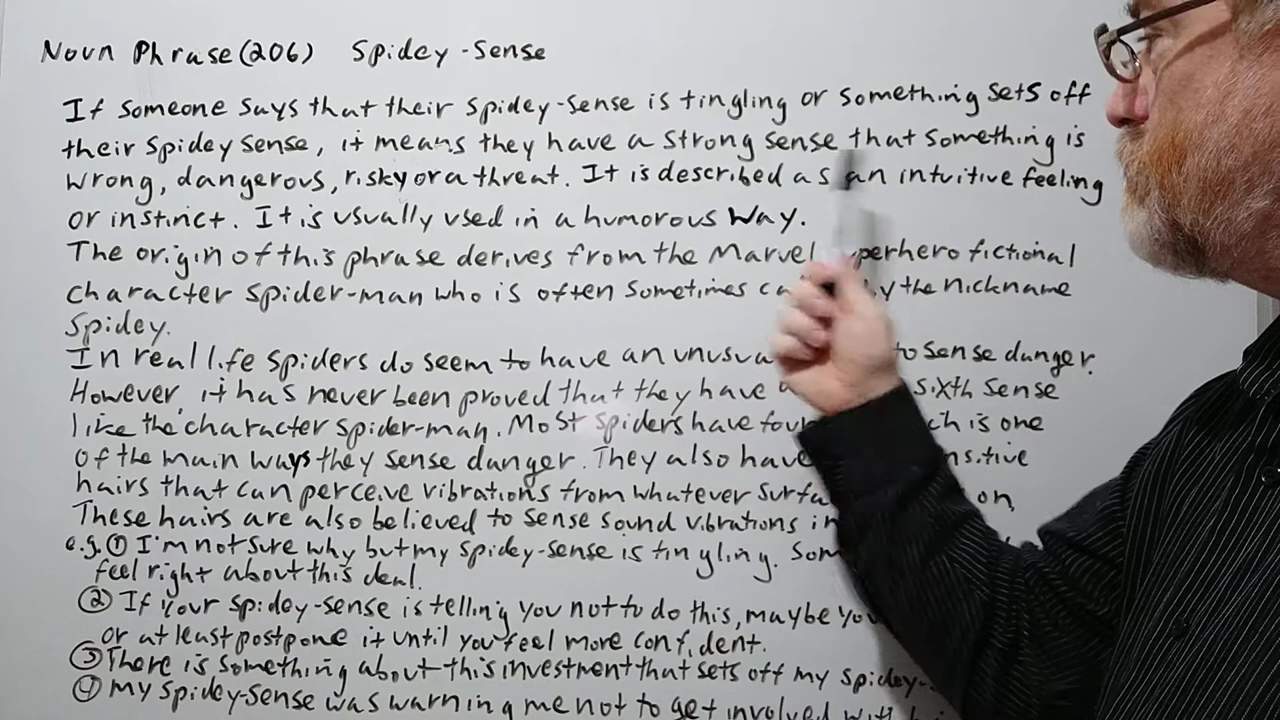 Noun Phrase (206) Spidey-Sense
If someone says that their spidey-sense is tingling or something sets off
their spidey sense, it means they have a strong sense that something is
wrong, dangerous, risky or a threat. It is described as an intuitive feeling
or instinct. It is usually used in a humorous way.
The origin of this phrase derives from the Marvel fictional
character Spider-man who is often sometimes the nickname
Spidey.
In real life spiders do seem to have an to sense danger.
However, it has never been proved that they have sixth sense
like the character Spider-man. Most spiders have is one
of the main ways they sense danger. They also have
hairs that can perceive vibrations from whatever on,
These hairs are also believed to sense sound vibrations in
e.g. ① I'm not sure why but my spidey-sense is tingling.
feel right about this deal.
② If your spidey-sense is telling you not to do this, maybe
or at least postpone it until you feel more confident.
③ There is something about this investment that sets off my spidey-
④ My spidey-sense was warning me not to get involved with